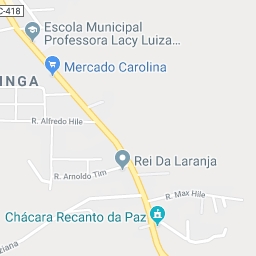 C-418
Escola Municipal
Professora Lacy Luiza...
Mercado Carolina
INGA
R. Alfredo Hile
Rei Da Laranja
R. Arnoldo Tim
R. Max Hile
Chácara Recanto da Paz
ziana